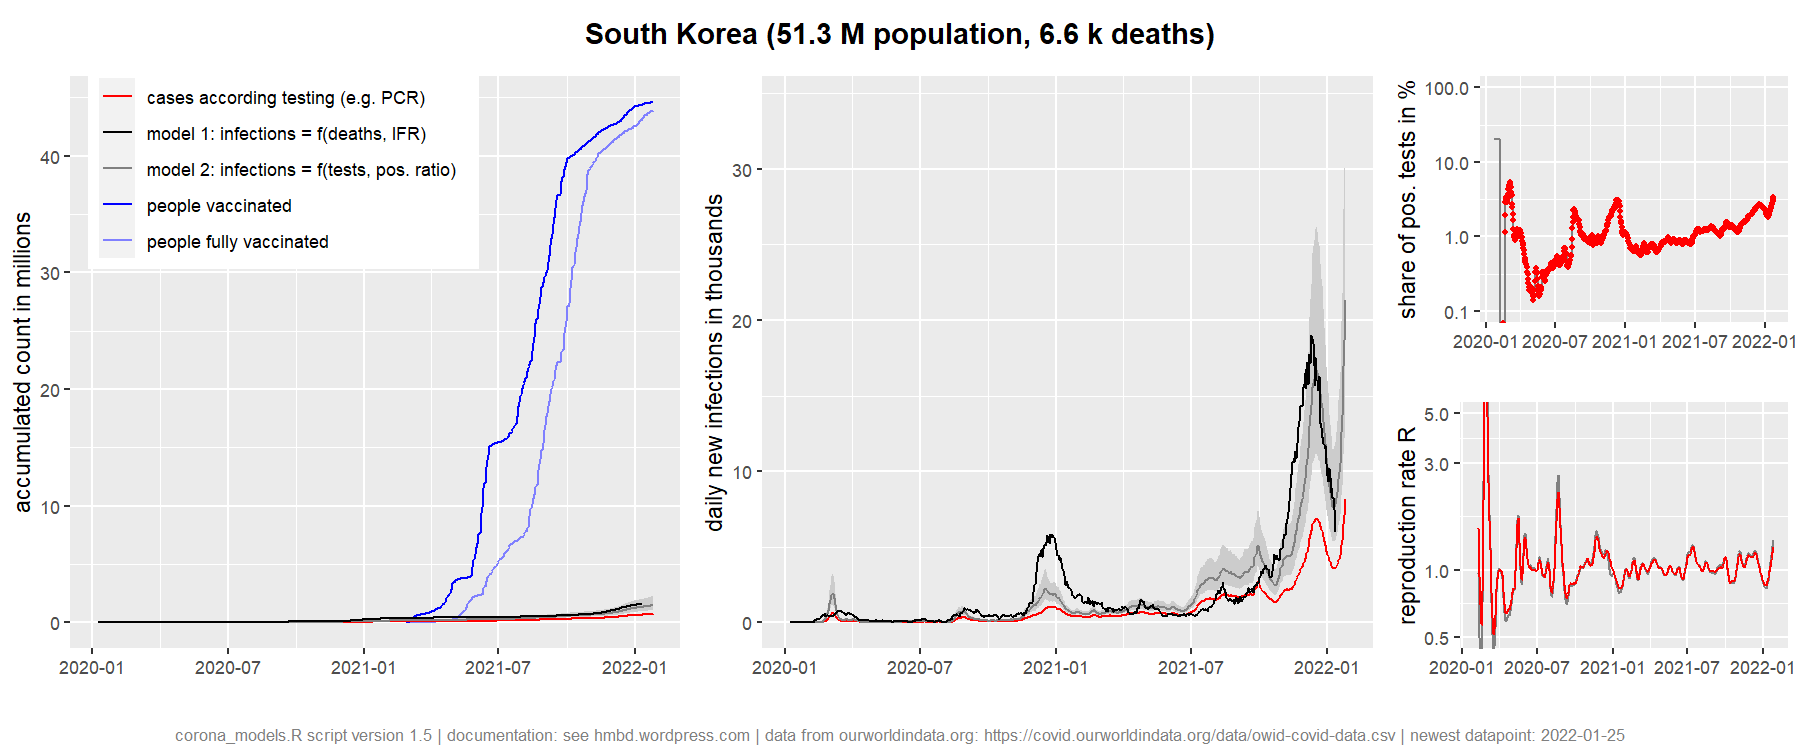 South Korea (51.3 M population, 6.6 k deaths)
accumulated count in millions
40
30
20
10
0
2020-01 2020-07 2021-01 2021-07 2022-01
cases according testing (e.g. PCR)
model 1: infections = f(deaths, IFR)
model 2: infections = f(tests, pos. ratio)
people vaccinated
people fully vaccinated
daily new infections in thousands
30
20
10
0
2020-01 2020-07 2021-01 2021-07 2022-01
share of pos. tests in %
100.0
10.0
1.0
0.1
2020-01 2020-07 2021-01 2021-07 2022-01
reproduction rate R
5.0
3.0
1.0
0.5
2020-01 2020-07 2021-01 2021-07 2022-01
corona_models.R script version 1.5 | documentation: see hmbd.wordpress.com | data from ourworldindata.org: https://covid.ourworldindata.org/data/owid-covid-data.csv | newest datapoint: 2022-01-25